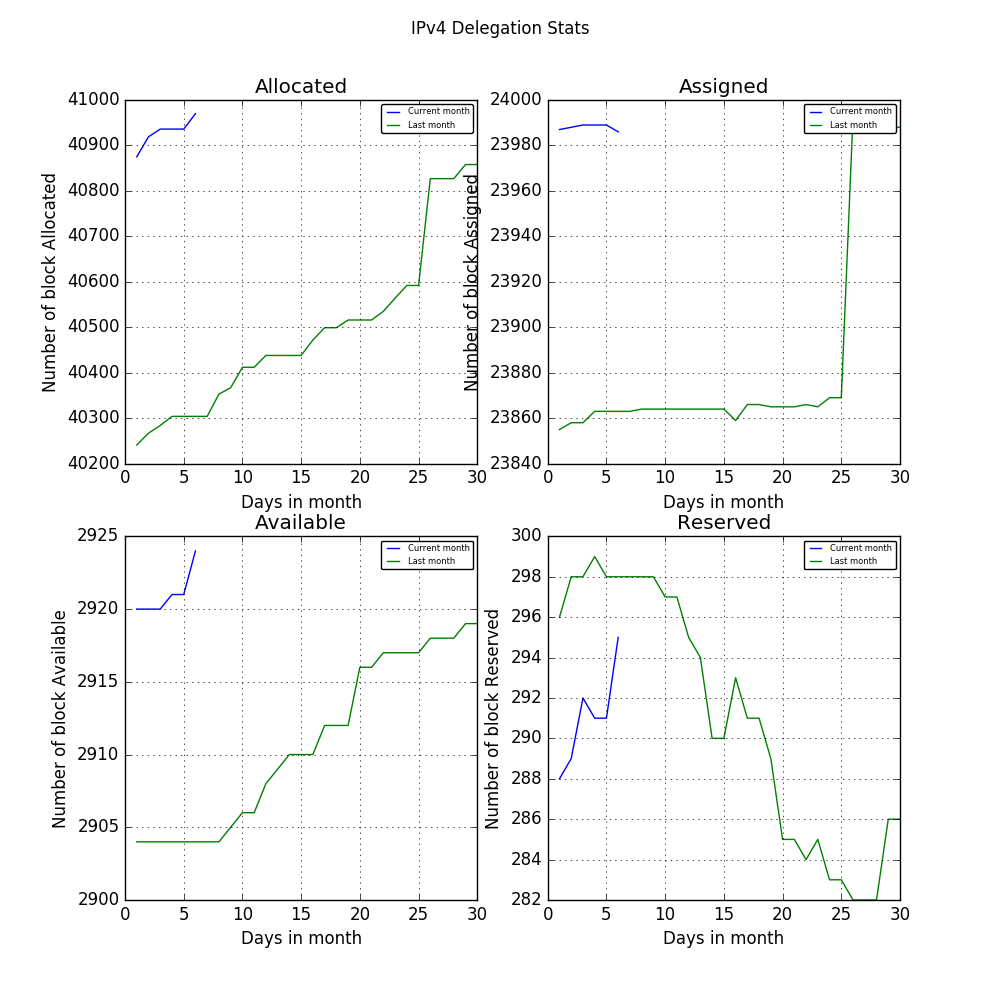 IPv4 Delegation Stats
Allocated
Number of block Allocated
41000
40900
40800
40700
40600
40500
40400
40300
40200
0 5 10 15 20 25 30
Days in month
Current month
Last month
Assigned
Number of block Assigned
24000
23980
23960
23940
23920
23900
23880
23860
23840
0 5 10 15 20 25 30
Days in month
Current month
Last month
Available
Number of block Available
2925
2920
2915
2910
2905
2900
0 5 10 15 20 25 30
Days in month
Current month
Last month
Reserved
Number of block Reserved
300
298
296
294
292
290
288
286
284
282
0 5 10 15 20 25 30
Days in month
Current month
Last month